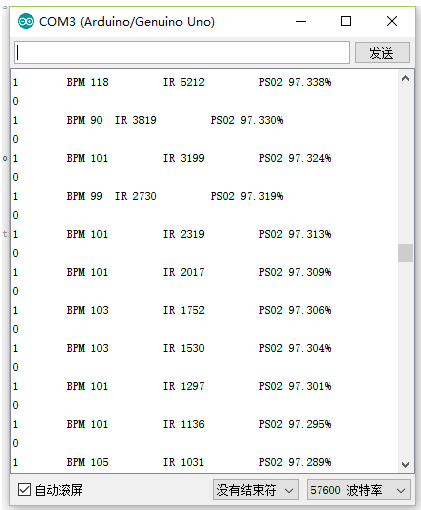 COM3 (Arduino/Genuino Uno)
发送
1 BPM 118 IR 5212 PS02 97.338%
0
1 BPM 90 IR 3819 PS02 97.330%
0
1 BPM 101 IR 3199 PS02 97.324%
0
1 BPM 99 IR 2730 PS02 97.319%
0
1 BPM 101 IR 2319 PS02 97.313%
0
1 BPM 101 IR 2017 PS02 97.309%
0
1 BPM 103 IR 1752 PS02 97.306%
0
1 BPM 103 IR 1530 PS02 97.304%
0
1 BPM 101 IR 1297 PS02 97.301%
0
1 BPM 101 IR 1136 PS02 97.295%
0
1 BPM 105 IR 1031 PS02 97.289%
自动滚屏 没有结束符 57600 波特率